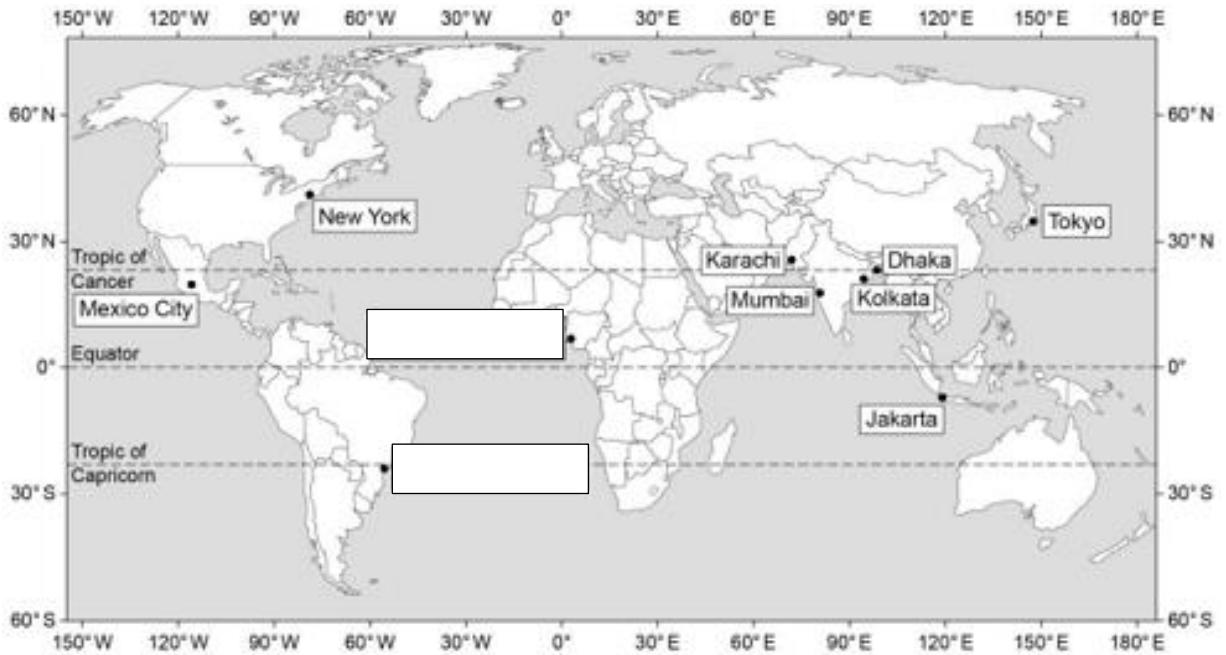 150°W 120°W 90°W 60°W 30°W 0° 30°E 60°E 90°E 120°E 150°E 180°E
60°N 60°N
New York
Tokyo
30°N 30°N
Tropic of
Cancer
Karachi
Dhaka
Mexico City
Mumbai
Kolkata
Equator
0° 0°
Jakarta
Tropic of
Capricorn
30°S 30°S
60°S 60°S
150°W 120°W 90°W 60°W 30°W 0° 30°E 60°E 90°E 120°E 150°E 180°E